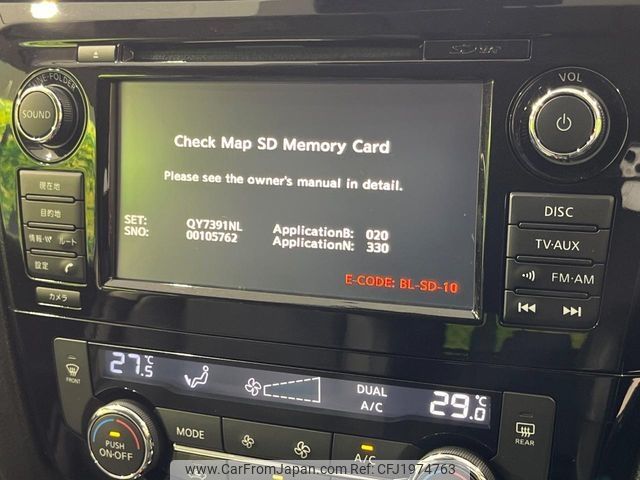 TUNE·FOLDER
SOUND
VOL
Check Map SD Memory Card
Please see the owner's manual in detail.
SET: QY7391NL ApplicationB: 020
SNO: 00105762 ApplicationN: 330
E-CODE: BL-SD-10
現在地
目的地
情報・VI ルート
設定
カメラ
DISC
TV·AUX
FM·AM
27.5 °C
DUAL
A/C
29.0 °C
FRONT
REAR
PUSH
ON·OFF
MODE
A/C
www.CarFromJapan.com - CFJ1974763